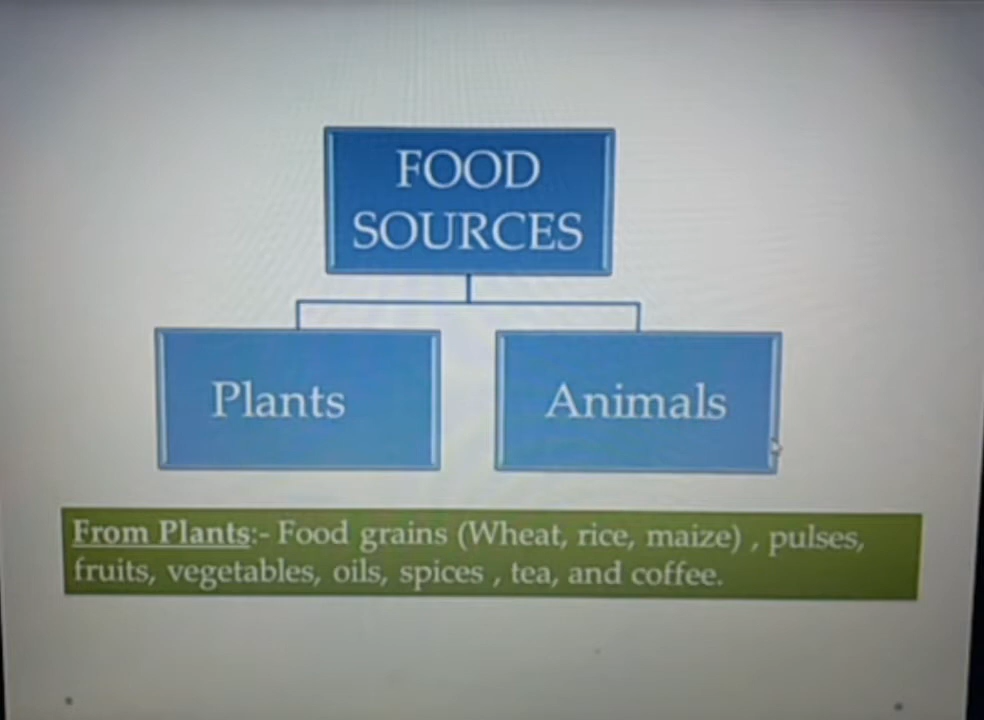 FOOD
SOURCES
Plants
Animals
From Plants:- Food grains (Wheat, rice, maize) , pulses,
fruits, vegetables, oils, spices , tea, and coffee.